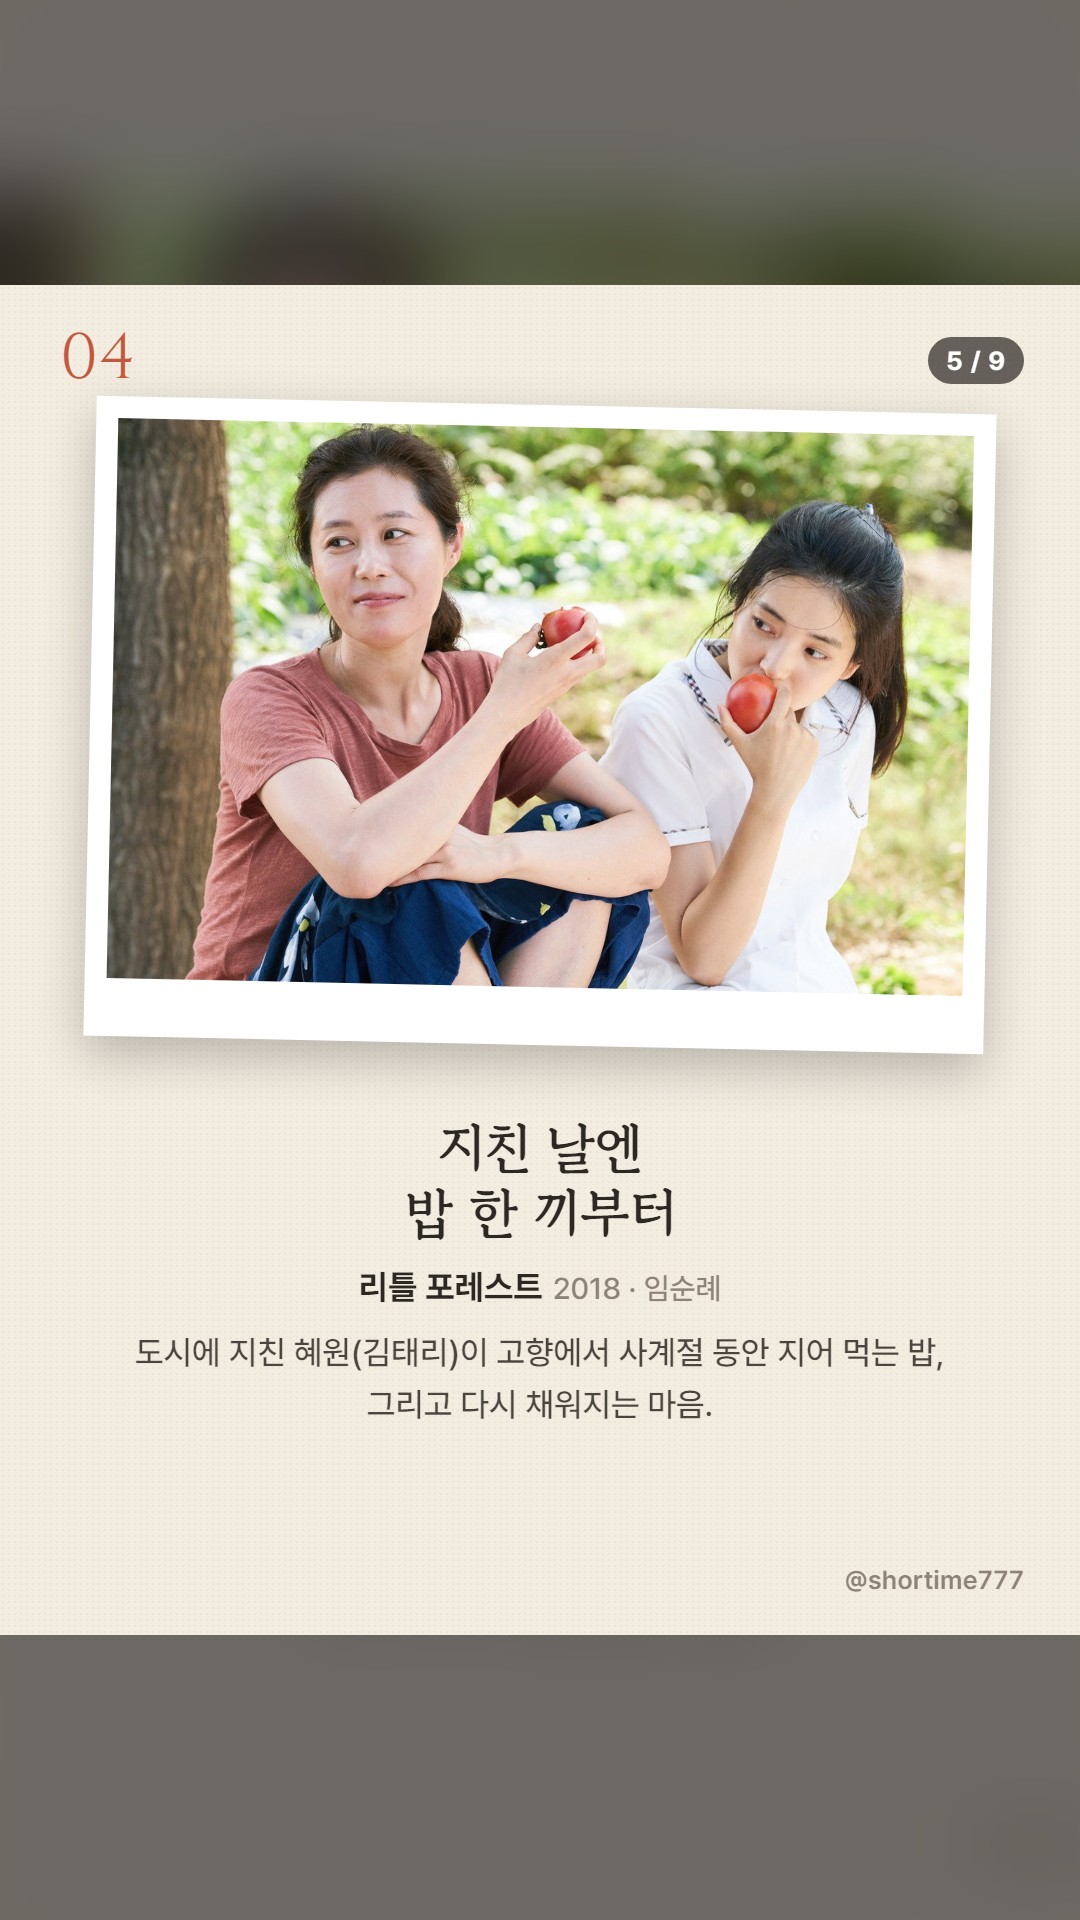 04
5 / 9
지친 날엔
밥 한 끼부터
리틀 포레스트 2018 · 임순례
도시에 지친 혜원(김태리)이 고향에서 사계절 동안 지어 먹는 밥,
그리고 다시 채워지는 마음.
@shortime777